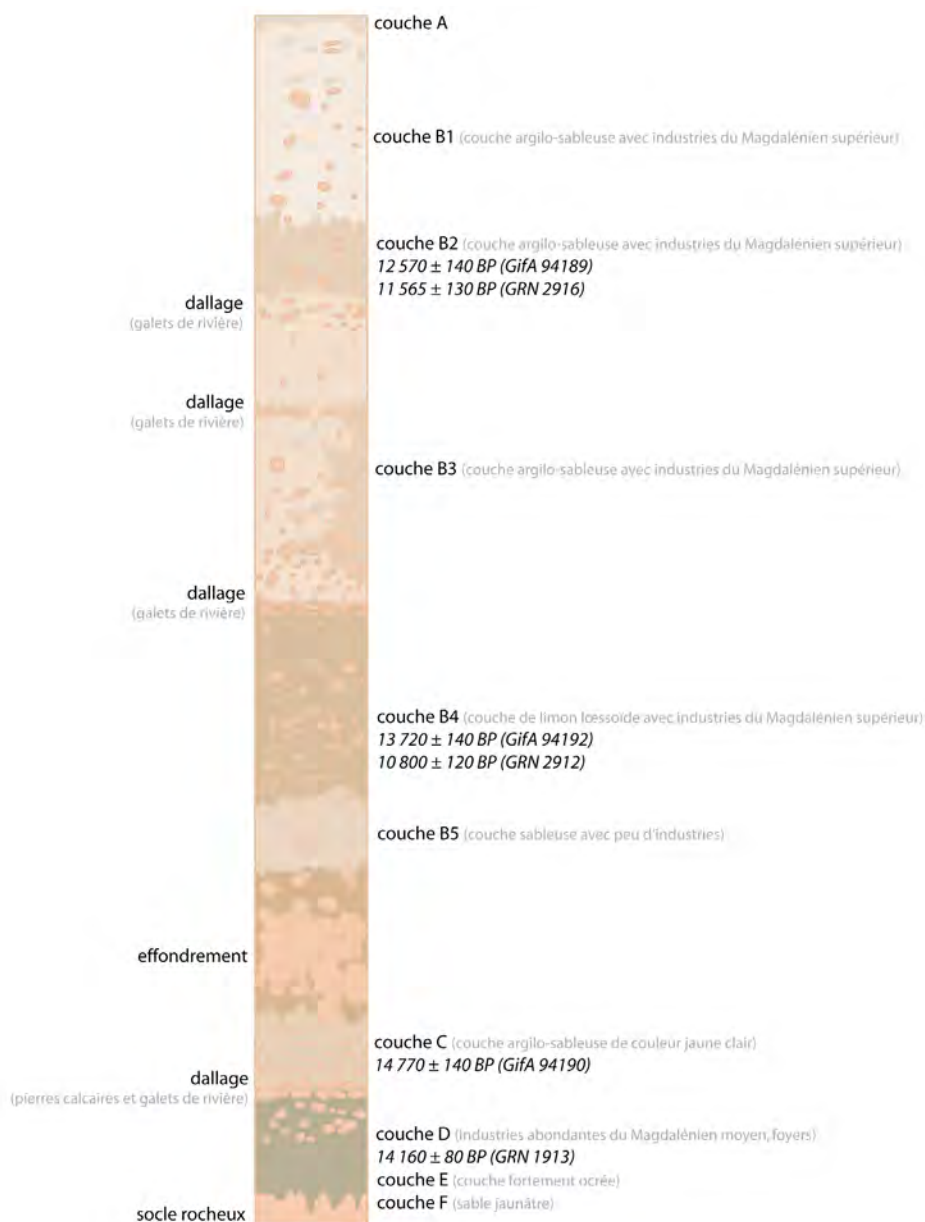 couche A
couche B1 (couche argilo-sableuse avec industries du Magdalénien supérieur)
couche B2 (couche argilo-sableuse avec industries du Magdalénien supérieur)
12 570 ± 140 BP (GifA 94189)
11 565 ± 130 BP (GRN 2916)
dallage
(galets de rivière)
dallage
(galets de rivière)
couche B3 (couche argilo-sableuse avec industries du Magdalénien supérieur)
dallage
(galets de rivière)
couche B4 (couche de limon lœssoïde avec industries du Magdalénien supérieur)
13 720 ± 140 BP (GifA 94192)
10 800 ± 120 BP (GRN 2912)
couche B5 (couche sableuse avec peu d'industries)
effondrement
couche C (couche argilo-sableuse de couleur jaune clair)
14 770 ± 140 BP (GifA 94190)
dallage
(pierres calcaires et galets de rivière)
couche D (industries abondantes du Magdalénien moyen, foyers)
14 160 ± 80 BP (GRN 1913)
couche E (couche fortement ocrée)
couche F (sable jaunâtre)
socle rocheux